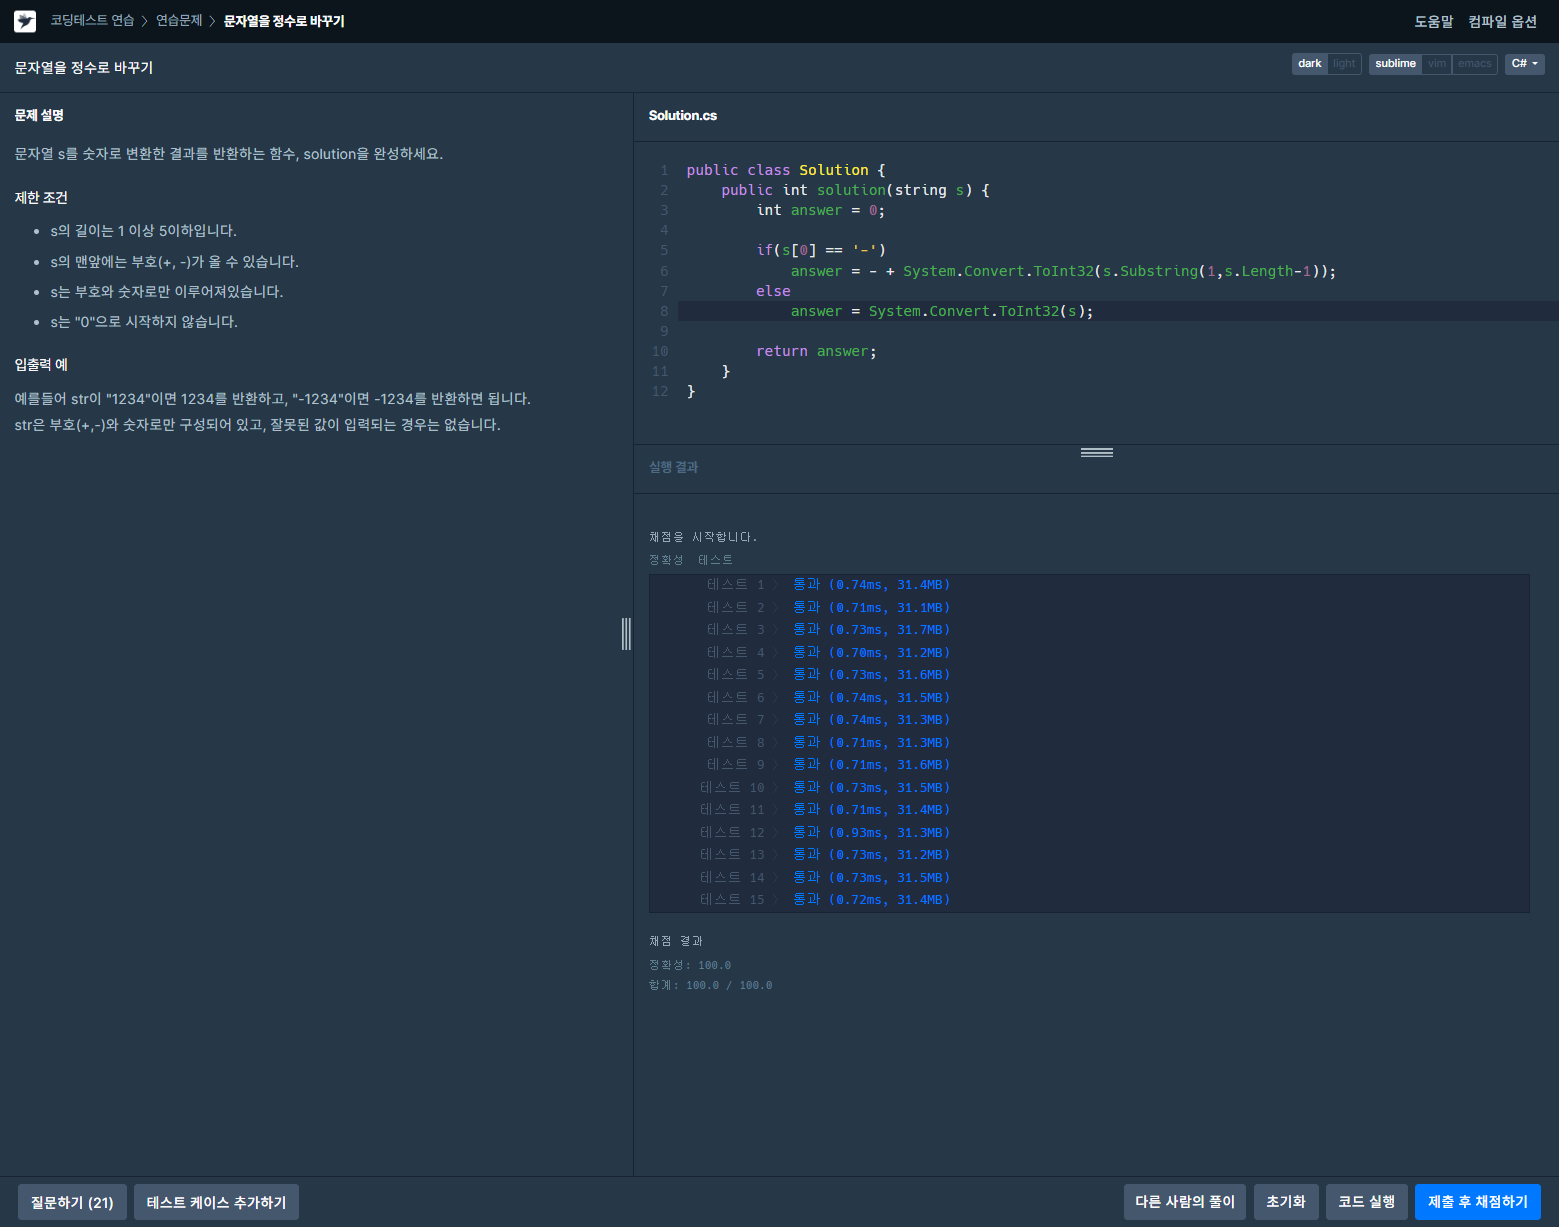 코딩테스트 연습 > 연습문제 > 문자열을 정수로 바꾸기
도움말 컴파일 옵션
문자열을 정수로 바꾸기
dark light sublime vim emacs C#
문제 설명
문자열 s를 숫자로 변환한 결과를 반환하는 함수, solution을 완성하세요.
제한 조건
• s의 길이는 1 이상 5이하입니다.
• s의 맨앞에는 부호(+, -)가 올 수 있습니다.
• s는 부호와 숫자로만 이루어져있습니다.
• s는 "0"으로 시작하지 않습니다.
입출력 예
예를들어 str이 "1234"이면 1234를 반환하고, "-1234"이면 -1234를 반환하면 됩니다.
str은 부호(+,-)와 숫자로만 구성되어 있고, 잘못된 값이 입력되는 경우는 없습니다.
Solution.cs
1 public class Solution {
2     public int solution(string s) {
3         int answer = 0;
4
5         if(s[0] == '-')
6             answer = - + System.Convert.ToInt32(s.Substring(1,s.Length-1));
7         else
8             answer = System.Convert.ToInt32(s);
9
10         return answer;
11     }
12 }
실행 결과
채점을 시작합니다.
정확성 테스트
테스트 1 > 통과 (0.74ms, 31.4MB)
테스트 2 > 통과 (0.71ms, 31.1MB)
테스트 3 > 통과 (0.73ms, 31.7MB)
테스트 4 > 통과 (0.70ms, 31.2MB)
테스트 5 > 통과 (0.73ms, 31.6MB)
테스트 6 > 통과 (0.74ms, 31.5MB)
테스트 7 > 통과 (0.74ms, 31.3MB)
테스트 8 > 통과 (0.71ms, 31.3MB)
테스트 9 > 통과 (0.71ms, 31.6MB)
테스트 10 > 통과 (0.73ms, 31.5MB)
테스트 11 > 통과 (0.71ms, 31.4MB)
테스트 12 > 통과 (0.93ms, 31.3MB)
테스트 13 > 통과 (0.73ms, 31.2MB)
테스트 14 > 통과 (0.73ms, 31.5MB)
테스트 15 > 통과 (0.72ms, 31.4MB)
채점 결과
정확성: 100.0
합계: 100.0 / 100.0
질문하기 (21) 테스트 케이스 추가하기 다른 사람의 풀이 초기화 코드 실행 제출 후 채점하기